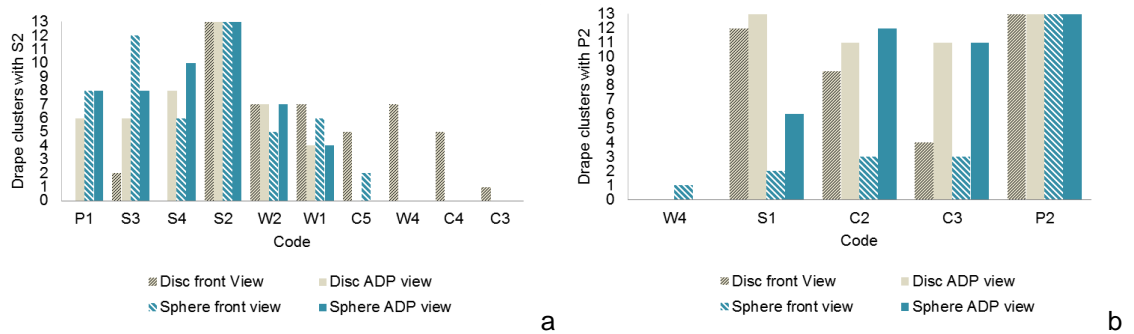 Drape clusters with S2
13
12
11
10
9
8
7
6
5
4
3
2
1
0
P1 S3 S4 S2 W2 W1 C5 W4 C4 C3
Code
Disc front View Disc ADP view
Sphere front view Sphere ADP view
a
Drape clusters with P2
13
12
11
10
9
8
7
6
5
4
3
2
1
0
W4 S1 C2 C3 P2
Code
Disc front View Disc ADP view
Sphere front view Sphere ADP view
b